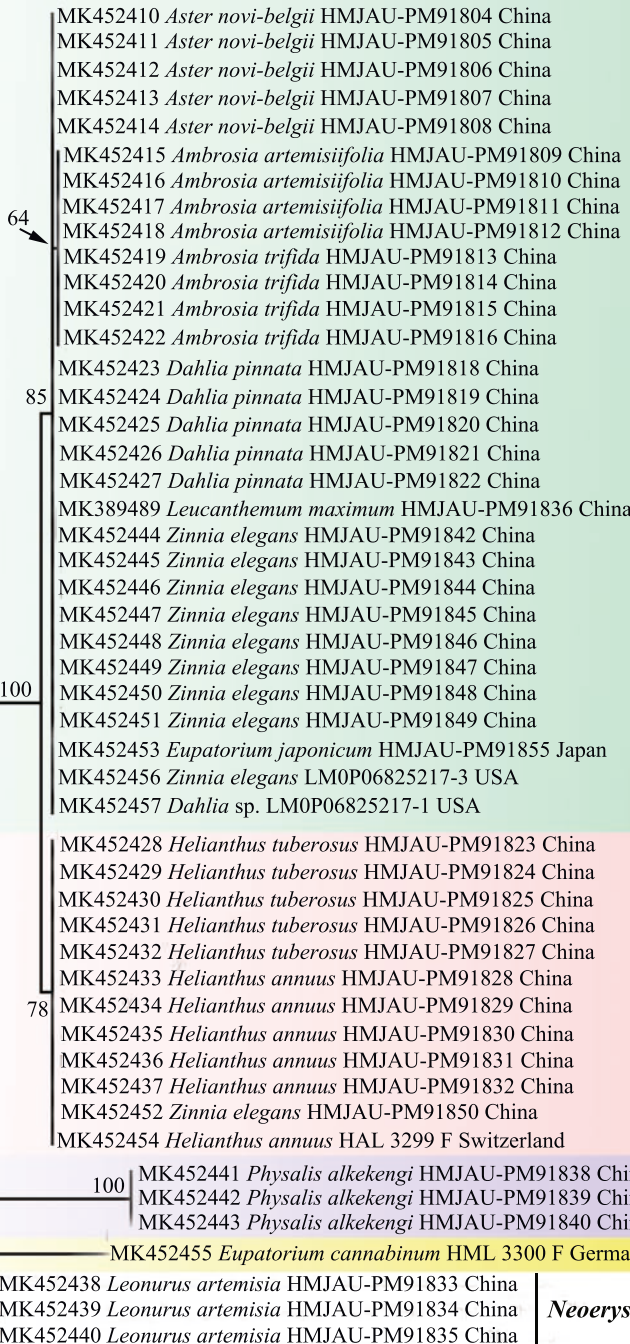 MK452410 Aster novi-belgii HMJAU-PM91804 China
MK452411 Aster novi-belgii HMJAU-PM91805 China
MK452412 Aster novi-belgii HMJAU-PM91806 China
MK452413 Aster novi-belgii HMJAU-PM91807 China
MK452414 Aster novi-belgii HMJAU-PM91808 China
MK452415 Ambrosia artemisiifolia HMJAU-PM91809 China
MK452416 Ambrosia artemisiifolia HMJAU-PM91810 China
MK452417 Ambrosia artemisiifolia HMJAU-PM91811 China
64
MK452418 Ambrosia artemisiifolia HMJAU-PM91812 China
MK452419 Ambrosia trifida HMJAU-PM91813 China
MK452420 Ambrosia trifida HMJAU-PM91814 China
MK452421 Ambrosia trifida HMJAU-PM91815 China
MK452422 Ambrosia trifida HMJAU-PM91816 China
MK452423 Dahlia pinnata HMJAU-PM91818 China
85
MK452424 Dahlia pinnata HMJAU-PM91819 China
MK452425 Dahlia pinnata HMJAU-PM91820 China
MK452426 Dahlia pinnata HMJAU-PM91821 China
MK452427 Dahlia pinnata HMJAU-PM91822 China
MK389489 Leucanthemum maximum HMJAU-PM91836 China
MK452444 Zinnia elegans HMJAU-PM91842 China
MK452445 Zinnia elegans HMJAU-PM91843 China
MK452446 Zinnia elegans HMJAU-PM91844 China
MK452447 Zinnia elegans HMJAU-PM91845 China
MK452448 Zinnia elegans HMJAU-PM91846 China
MK452449 Zinnia elegans HMJAU-PM91847 China
100
MK452450 Zinnia elegans HMJAU-PM91848 China
MK452451 Zinnia elegans HMJAU-PM91849 China
MK452453 Eupatorium japonicum HMJAU-PM91855 Japan
MK452456 Zinnia elegans LM0P06825217-3 USA
MK452457 Dahlia sp. LM0P06825217-1 USA
MK452428 Helianthus tuberosus HMJAU-PM91823 China
MK452429 Helianthus tuberosus HMJAU-PM91824 China
MK452430 Helianthus tuberosus HMJAU-PM91825 China
MK452431 Helianthus tuberosus HMJAU-PM91826 China
MK452432 Helianthus tuberosus HMJAU-PM91827 China
MK452433 Helianthus annuus HMJAU-PM91828 China
MK452434 Helianthus annuus HMJAU-PM91829 China
78
MK452435 Helianthus annuus HMJAU-PM91830 China
MK452436 Helianthus annuus HMJAU-PM91831 China
MK452437 Helianthus annuus HMJAU-PM91832 China
MK452452 Zinnia elegans HMJAU-PM91850 China
MK452454 Helianthus annuus HAL 3299 F Switzerland
MK452441 Physalis alkekengi HMJAU-PM91838 Chi
100
MK452442 Physalis alkekengi HMJAU-PM91839 Chi
MK452443 Physalis alkekengi HMJAU-PM91840 Chi
MK452455 Eupatorium cannabinum HML 3300 F Germa
MK452438 Leonurus artemisia HMJAU-PM91833 China
MK452439 Leonurus artemisia HMJAU-PM91834 China
Neoerys
MK452440 Leonurus artemisia HMJAU-PM91835 China